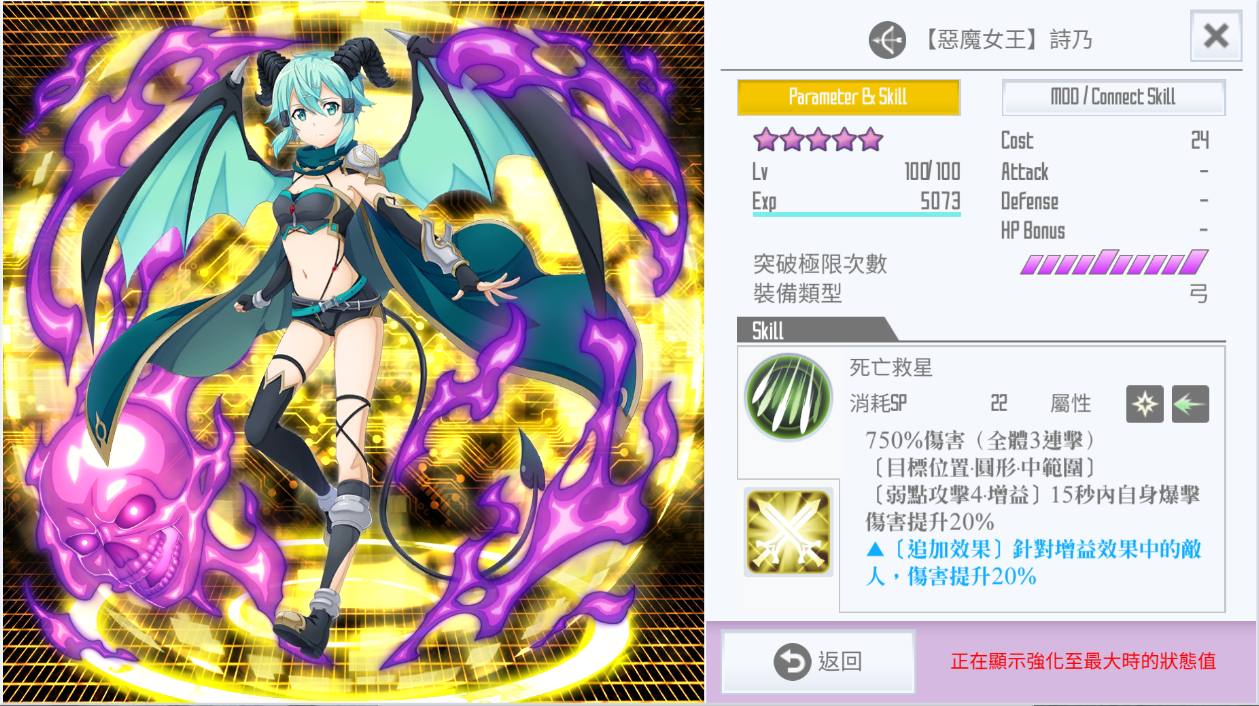 【惡魔女王】詩乃
Parameter & Skill
MOD / Connect Skill
Lv 100/100
Exp 5073
Cost 24
Attack -
Defense -
HP Bonus -
突破極限次數
裝備類型 弓
Skill
死亡救星
消耗SP 22 屬性
750%傷害（全體3連擊）
〔目標位置·圓形·中範圍〕
〔弱點攻擊4·增益〕15秒內自身爆擊
傷害提升20%
▲〔追加效果〕針對增益效果中的敵
人，傷害提升20%
返回
正在顯示強化至最大時的狀態值